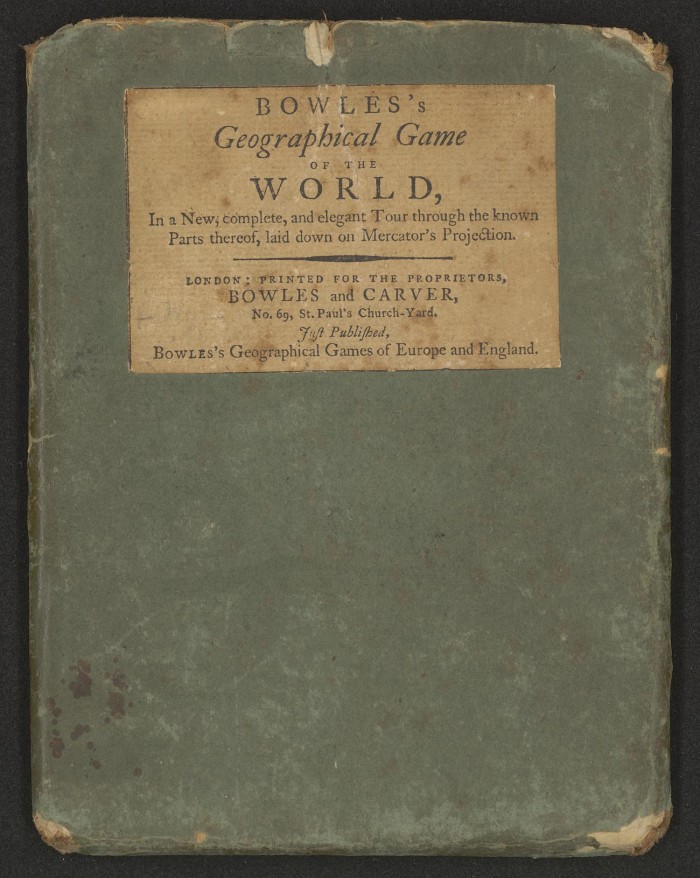 BOWLES's
Geographical Game
OF THE
WORLD,
In a New, complete, and elegant Tour through the known
Parts thereof, laid down on Mercator's Projection.
LONDON: PRINTED FOR THE PROPRIETORS,
BOWLES and CARVER,
No. 69, St. Paul's Church-Yard.
Juſt Publiſhed,
BOWLES's Geographical Games of Europe and England.